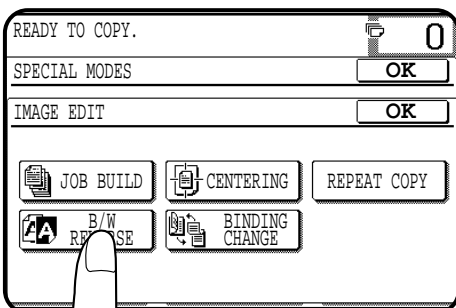 READY TO COPY.
0
SPECIAL MODES
OK
IMAGE EDIT
OK
JOB BUILD
CENTERING
REPEAT COPY
B/W
BINDING
CHANGE